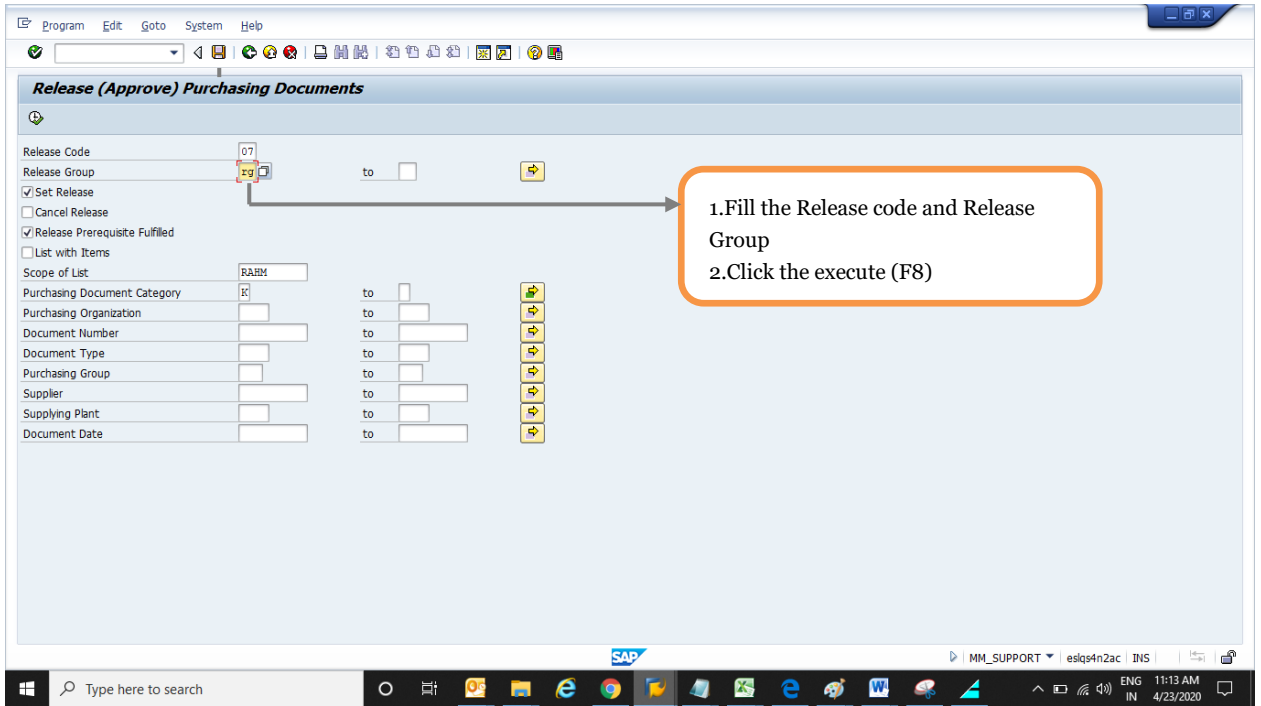 Program Edit Goto System Help
Release (Approve) Purchasing Documents
Release Code 07
Release Group rg to
Set Release
Cancel Release
Release Prerequisite Fulfilled
List with Items
Scope of List RAHM
Purchasing Document Category K to
Purchasing Organization to
Document Number to
Document Type to
Purchasing Group to
Supplier to
Supplying Plant to
Document Date to
1.Fill the Release code and Release
Group
2.Click the execute (F8)
SAP MM_SUPPORT eslqs4n2ac INS
Type here to search ENG 11:13 AM
IN 4/23/2020